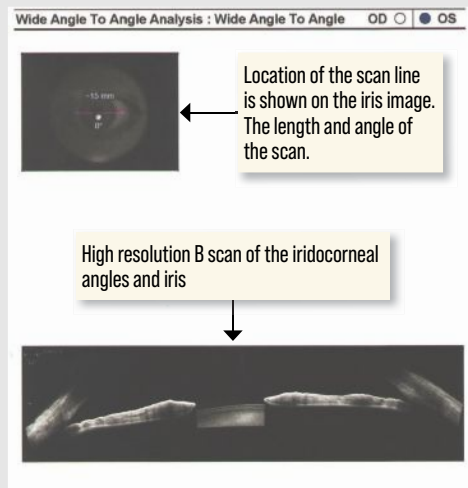 Wide Angle To Angle Analysis : Wide Angle To Angle OD OS
~15 mm
0°
Location of the scan line
is shown on the iris image.
The length and angle of
the scan.
High resolution B scan of the iridocorneal
angles and iris